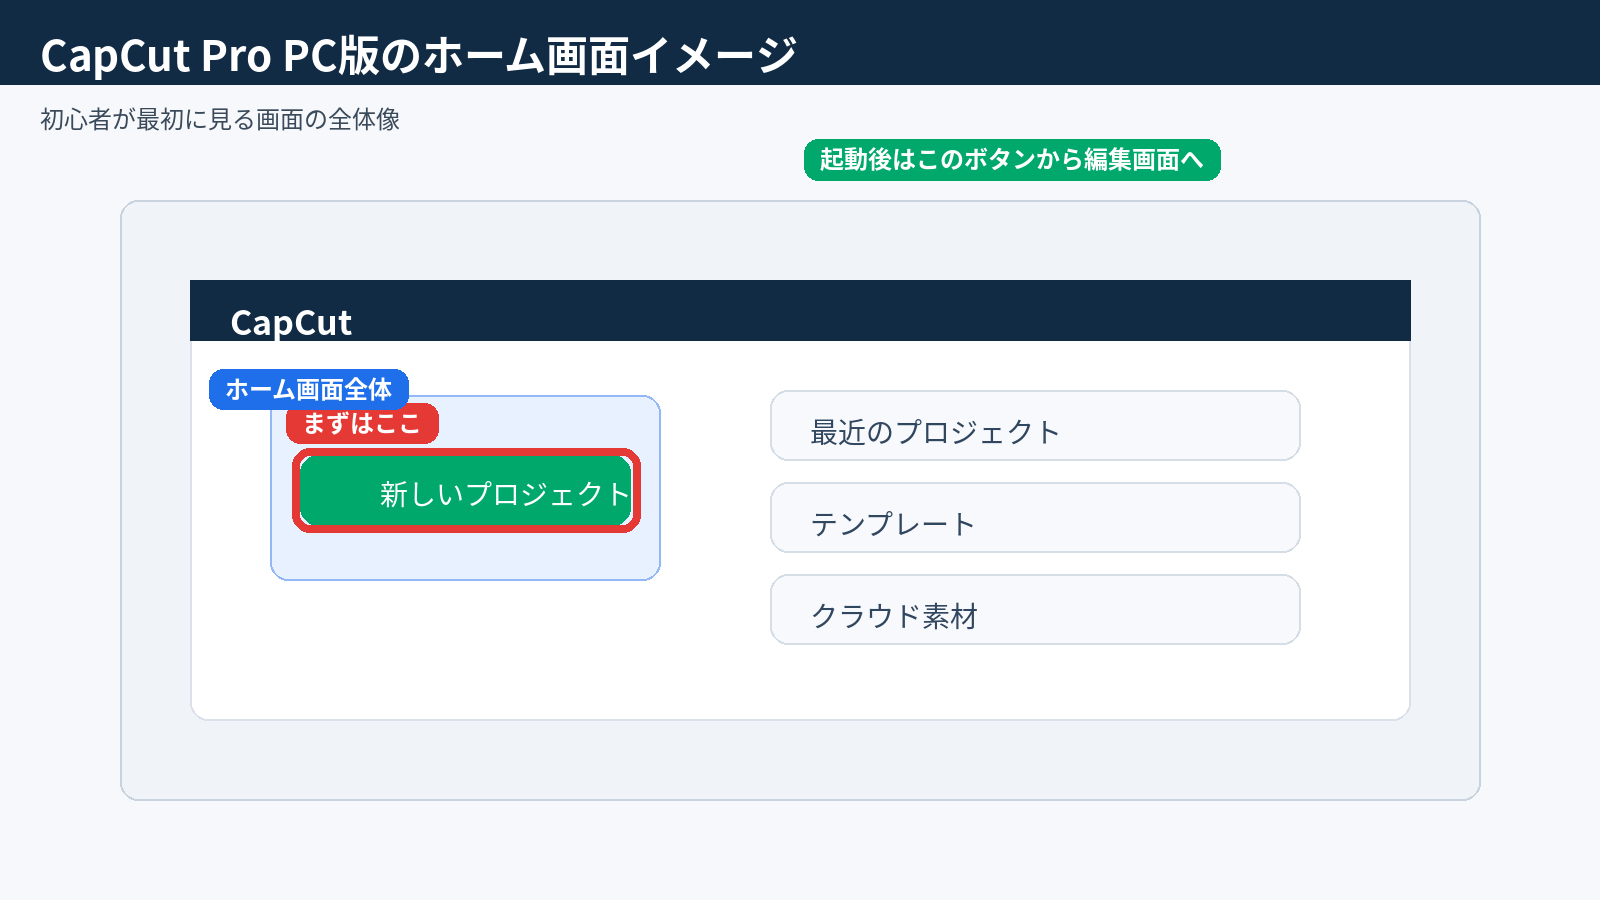 CapCut Pro PC版のホーム画面イメージ
初心者が最初に見る画面の全体像
起動後はこのボタンから編集画面へ
CapCut
ホーム画面全体
まずはここ
新しいプロジェクト
最近のプロジェクト
テンプレート
クラウド素材